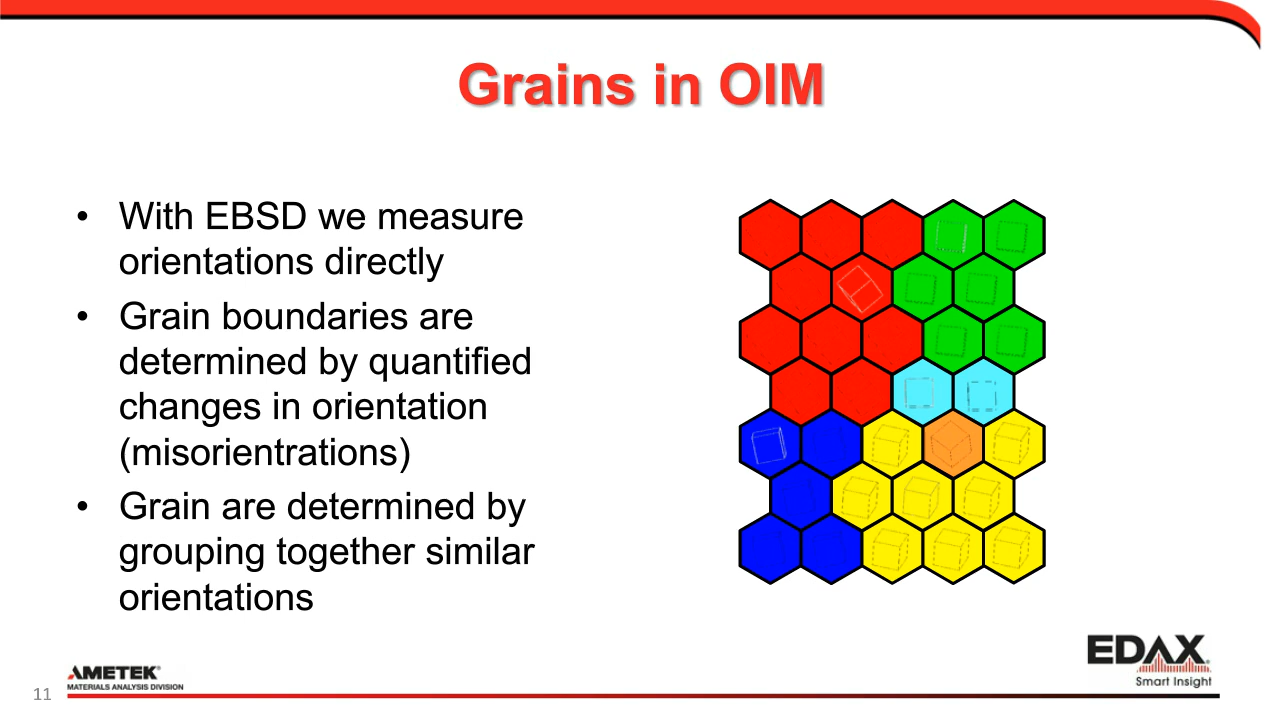 Grains in OIM
• With EBSD we measure
orientations directly
• Grain boundaries are
determined by quantified
changes in orientation
(misorientrations)
• Grain are determined by
grouping together similar
orientations
EDAX
Smart Insight
AMETEK®
MATERIALS ANALYSIS DIVISION
11